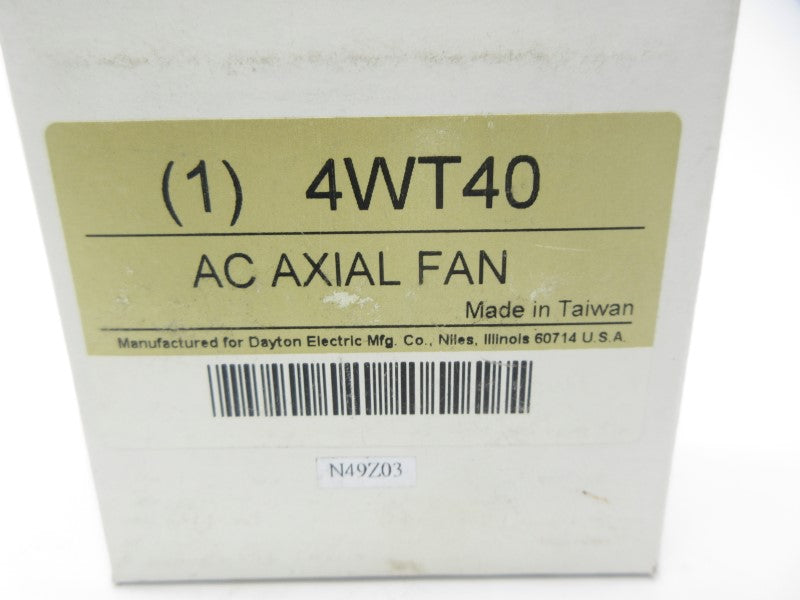 (1) 4WT40
AC AXIAL FAN
Made in Taiwan
Manufactured for Dayton Electric Mfg. Co., Niles, Illinois 60714 U.S.A.
N49Z03